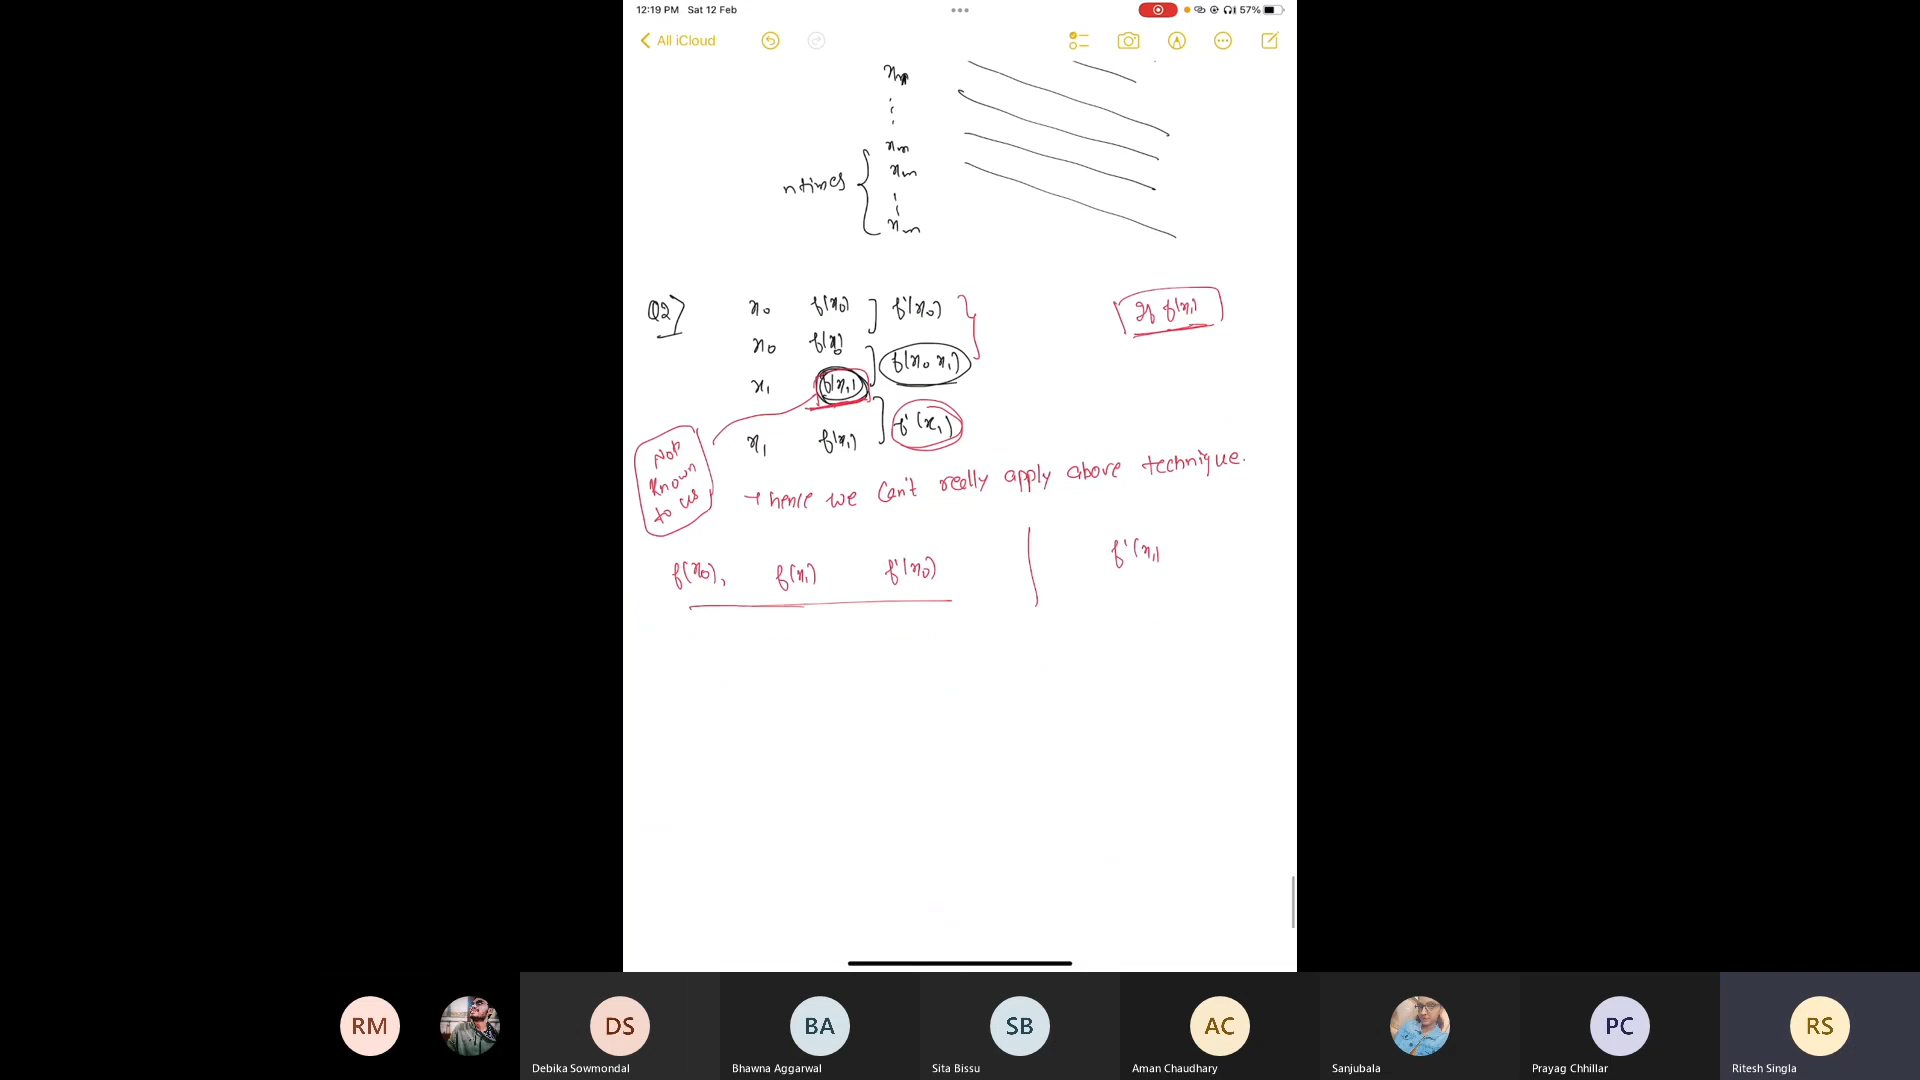 12:19 PM Sat 12 Feb
57%
All iCloud
xₙ
xₘ
n times { xₘ
xₘ
Q2] x₀ f(x₀) ] f'(x₀) If f(x₁)
x₀ f(x₀)
x₁ f(x₁) ] f(x₀ x₁)
x₁ f(x₁) ] f'(x₁)
Not
Known
to us
→ hence we can't really apply above technique.
f(x₀), f(x₁) f'(x₀) | f'(x₁)
RM DS BA SB AC PC RS
Debika Sowmondal Bhawna Aggarwal Sita Bissu Aman Chaudhary Sanjubala Prayag Chhillar Ritesh Singla